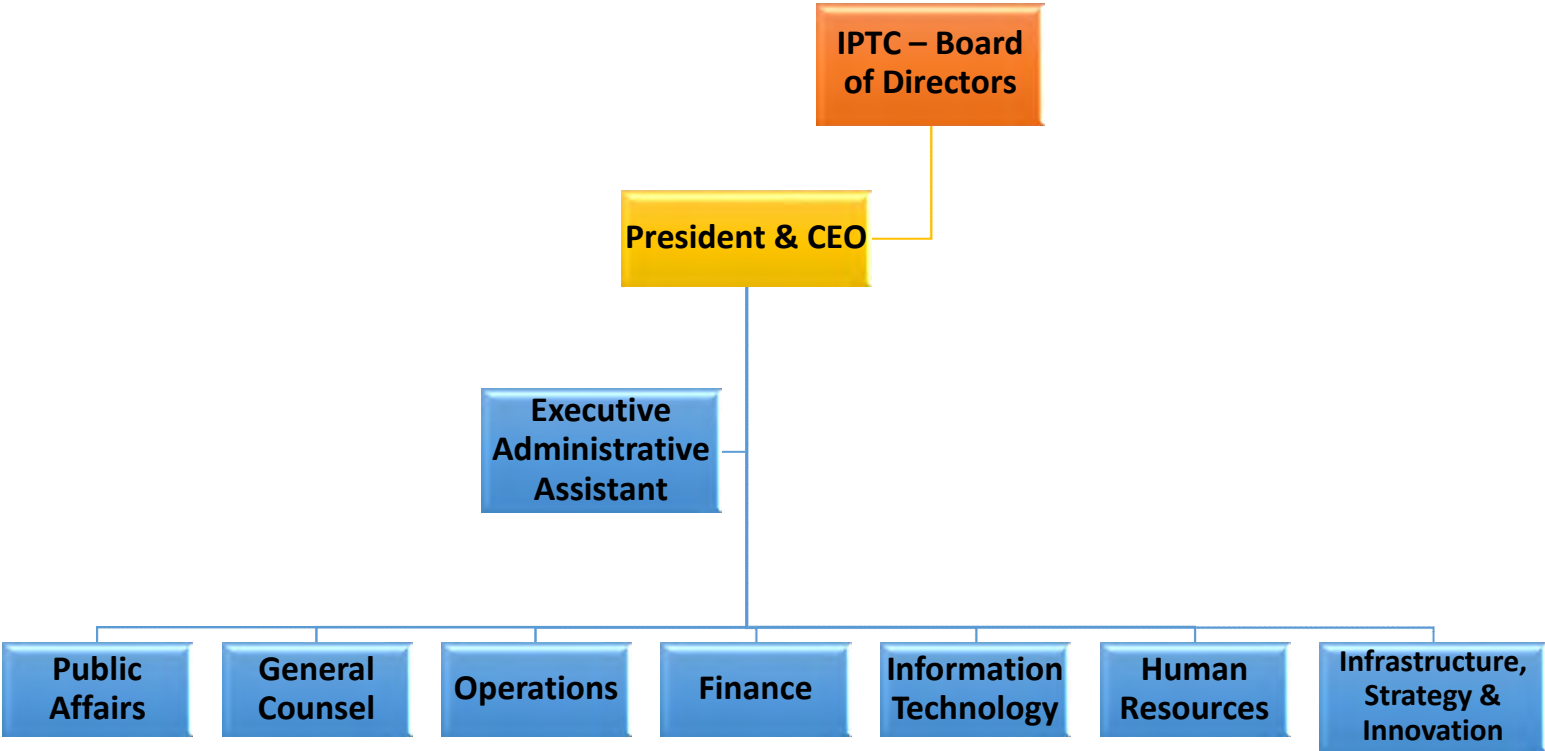 IPTC – Board
of Directors
President & CEO
Executive
Administrative
Assistant
Public
Affairs
General
Counsel
Operations
Finance
Information
Technology
Human
Resources
Infrastructure,
Strategy &
Innovation